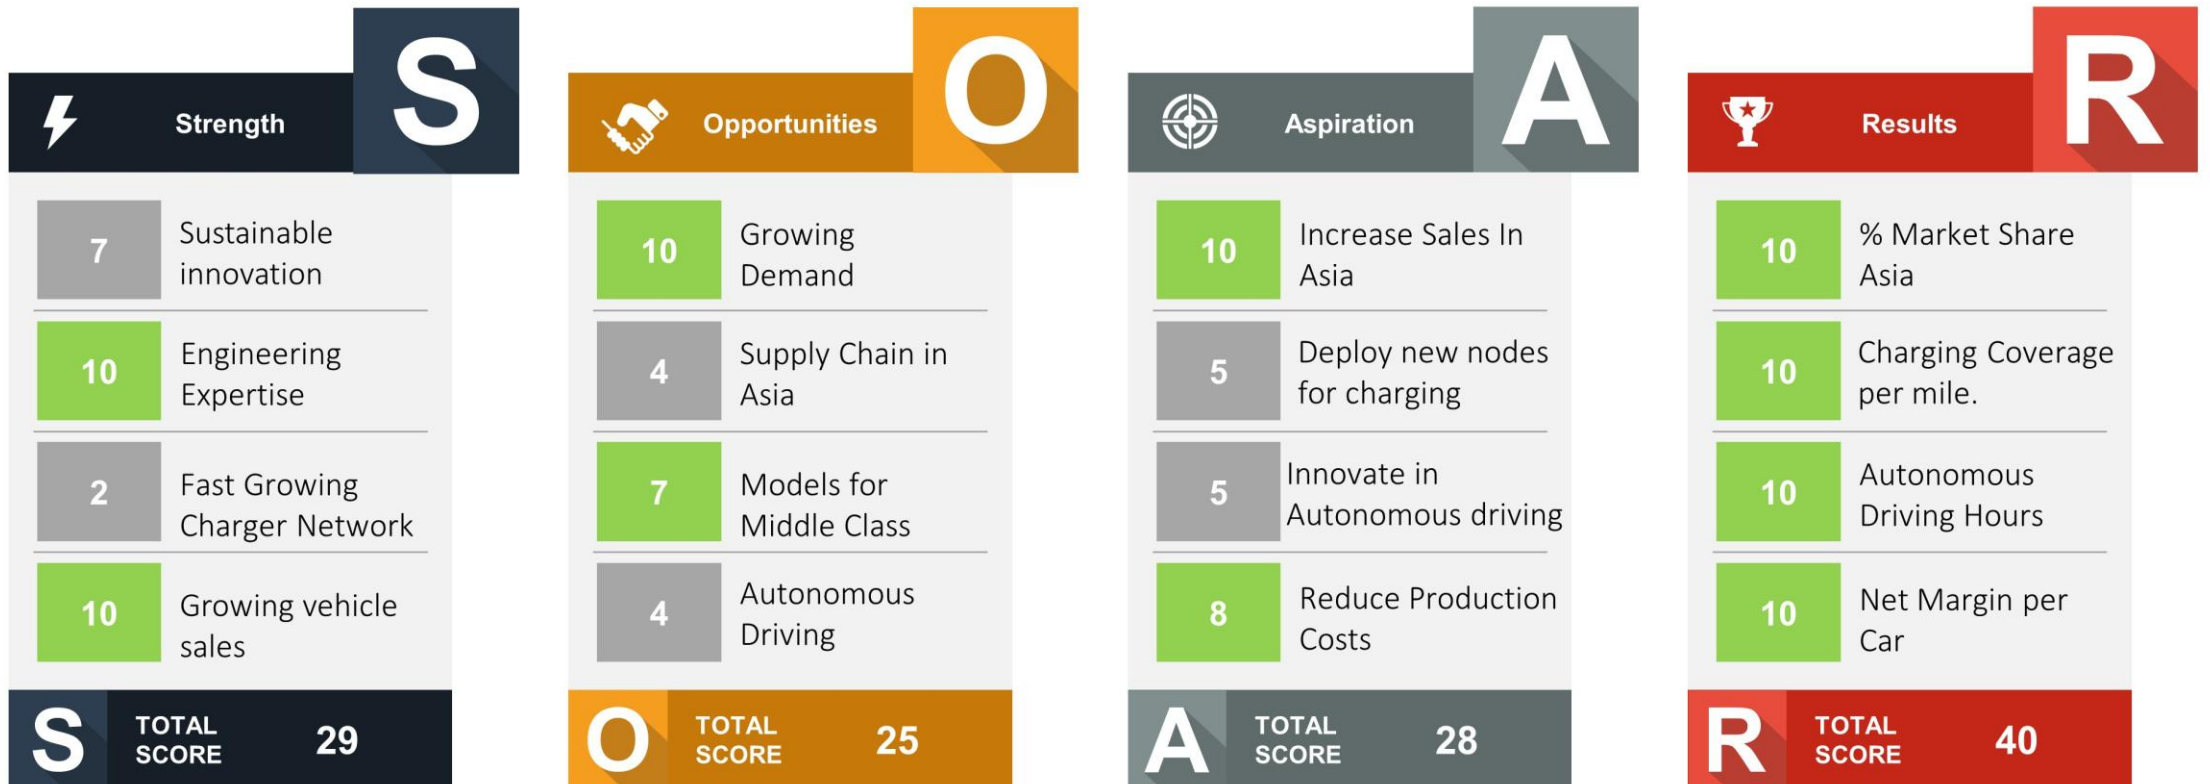 S
Strength
7
Sustainable
innovation
10
Engineering
Expertise
2
Fast Growing
Charger Network
10
Growing vehicle
sales
S
TOTAL
SCORE
29
O
Opportunities
10
Growing
Demand
4
Supply Chain in
Asia
7
Models for
Middle Class
4
Autonomous
Driving
O
TOTAL
SCORE
25
A
Aspiration
10
Increase Sales In
Asia
5
Deploy new nodes
for charging
5
Innovate in
Autonomous driving
8
Reduce Production
Costs
A
TOTAL
SCORE
28
R
Results
10
% Market Share
Asia
10
Charging Coverage
per mile.
10
Autonomous
Driving Hours
10
Net Margin per
Car
R
TOTAL
SCORE
40